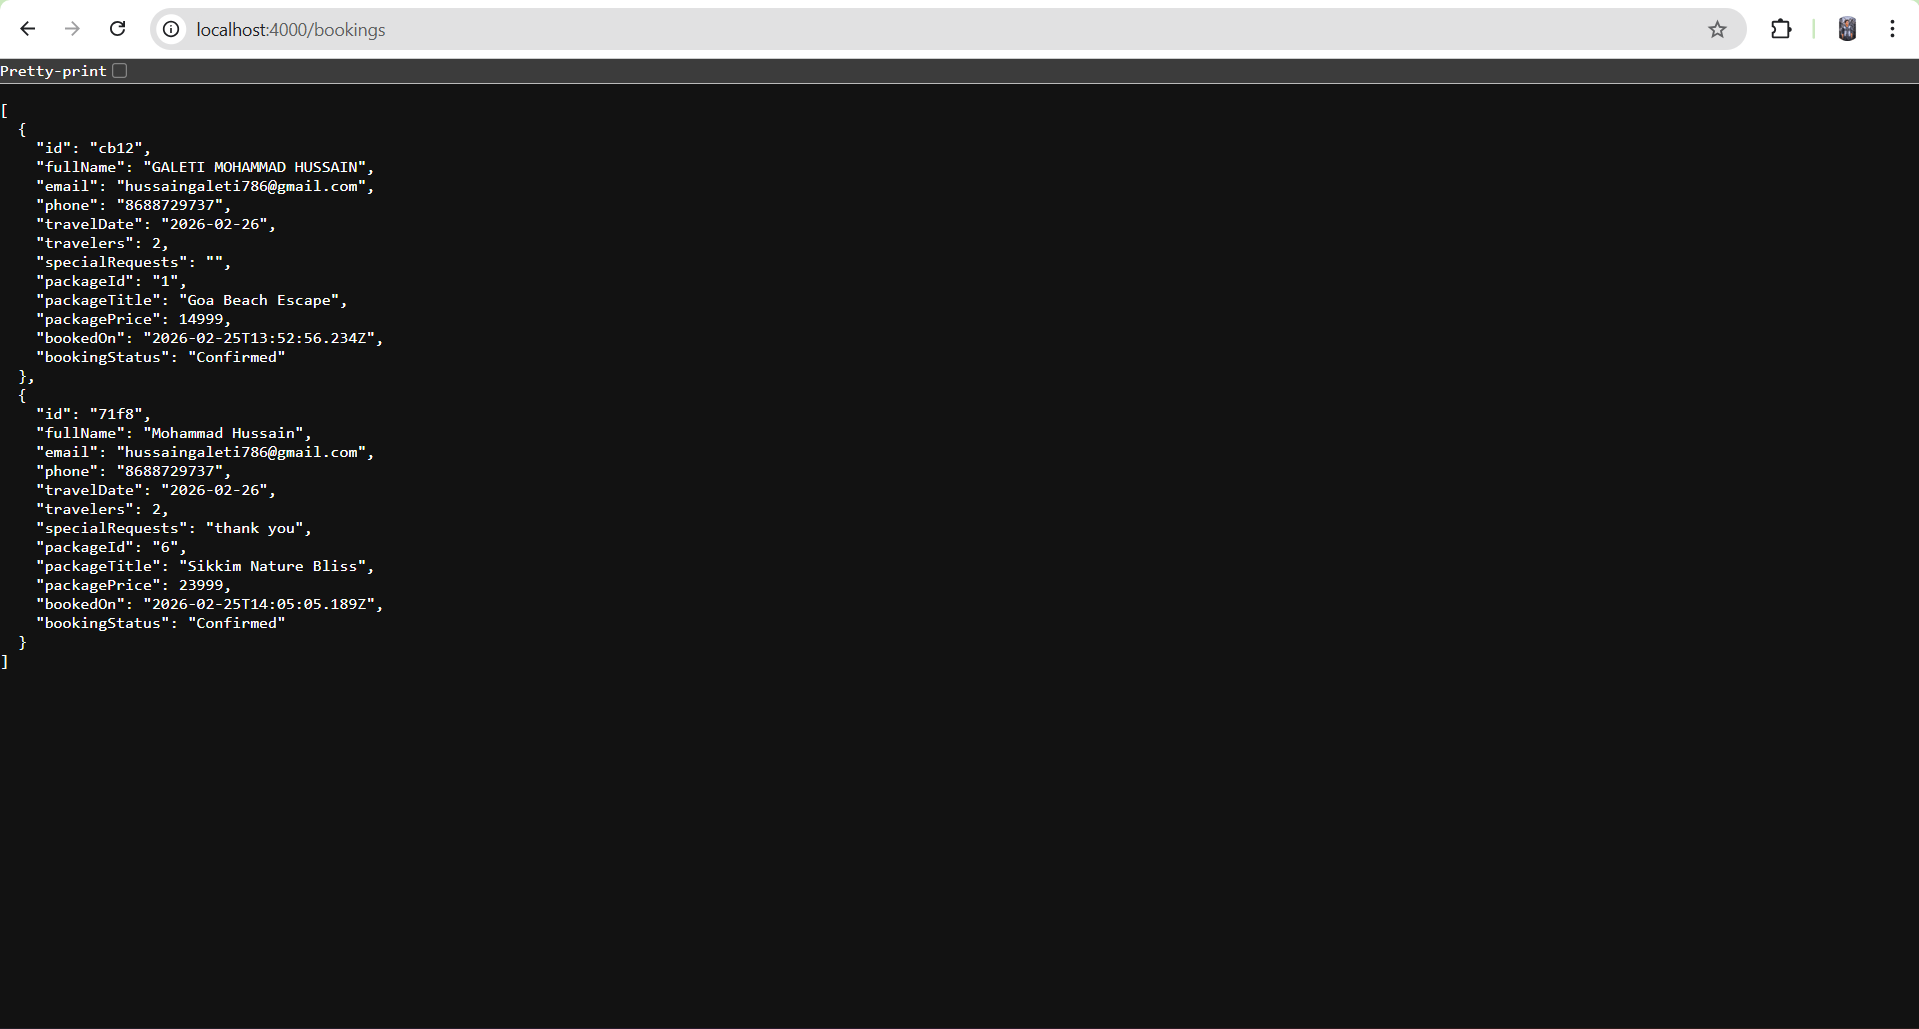 localhost:4000/bookings
Pretty-print
[
  {
    "id": "cb12",
    "fullName": "GALETI MOHAMMAD HUSSAIN",
    "email": "hussaingaleti786@gmail.com",
    "phone": "8688729737",
    "travelDate": "2026-02-26",
    "travelers": 2,
    "specialRequests": "",
    "packageId": "1",
    "packageTitle": "Goa Beach Escape",
    "packagePrice": 14999,
    "bookedOn": "2026-02-25T13:52:56.234Z",
    "bookingStatus": "Confirmed"
  },
  {
    "id": "71f8",
    "fullName": "Mohammad Hussain",
    "email": "hussaingaleti786@gmail.com",
    "phone": "8688729737",
    "travelDate": "2026-02-26",
    "travelers": 2,
    "specialRequests": "thank you",
    "packageId": "6",
    "packageTitle": "Sikkim Nature Bliss",
    "packagePrice": 23999,
    "bookedOn": "2026-02-25T14:05:05.189Z",
    "bookingStatus": "Confirmed"
  }
]